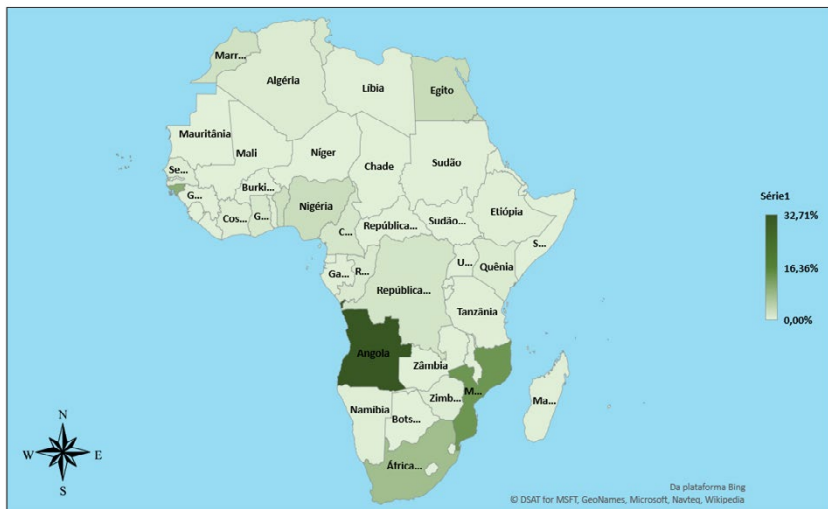 Marr...
Algéria
Líbia
Egito
Mauritânia
Mali
Níger
Chade
Sudão
Se...
G...
Burki...
Cos...
G...
Nigéria
C...
República...
Sudão...
Etiópia
S...
Ga...
R...
República...
U...
Quênia
Tanzânia
Angola
Zâmbia
M...
Namíbia
Bots...
Zimb...
Ma...
África...
Série1
32,71%
16,36%
0,00%
N
W
E
S
Da plataforma Bing
© DSAT for MSFT, GeoNames, Microsoft, Navteq, Wikipedia